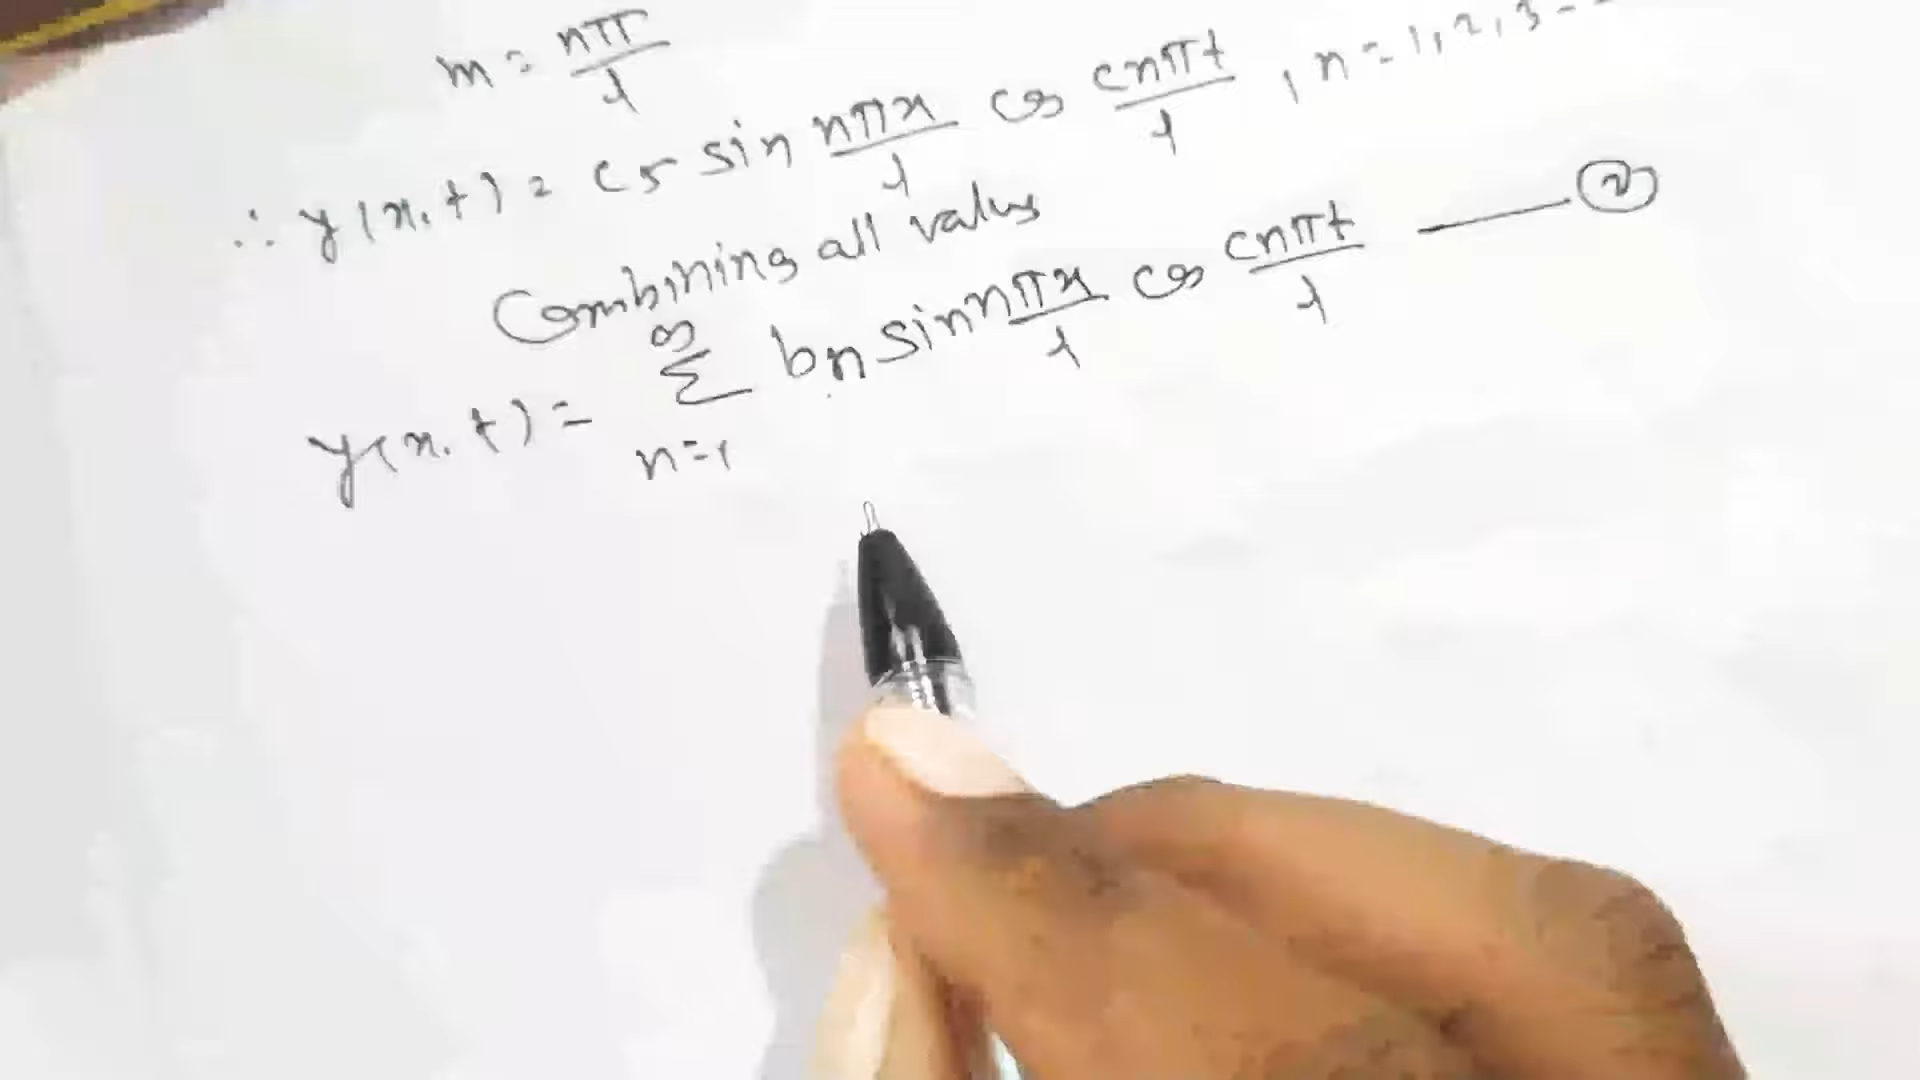 m = nπ/l
∴ y(x,t) = c5 sin nπx/l cos cnπt/l , n = 1, 2, 3 - -
Combining all values
y(x,t) = ∑ n=1 ∞ bn sin nπx/l cos cnπt/l —— (2)